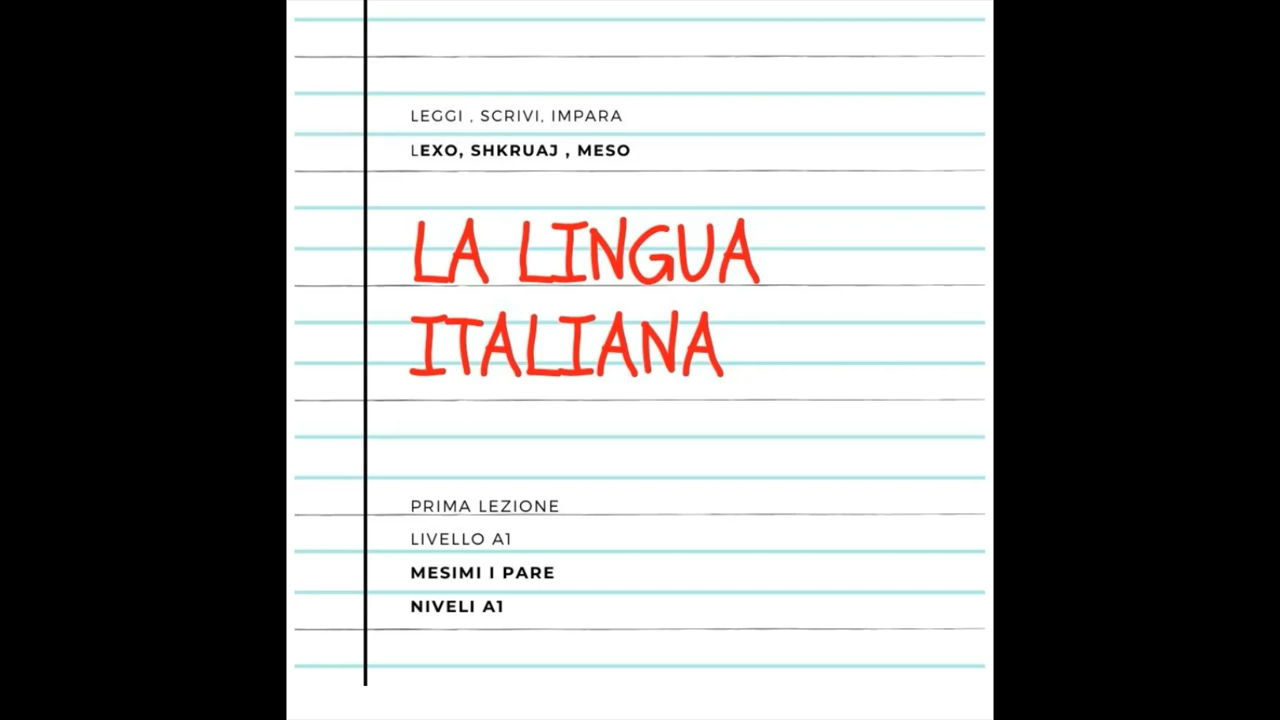 LEGGI , SCRIVI, IMPARA
LEXO, SHKRUAJ , MESO
LA LINGUA
ITALIANA
PRIMA LEZIONE
LIVELLO A1
MESIMI I PARE
NIVELI A1